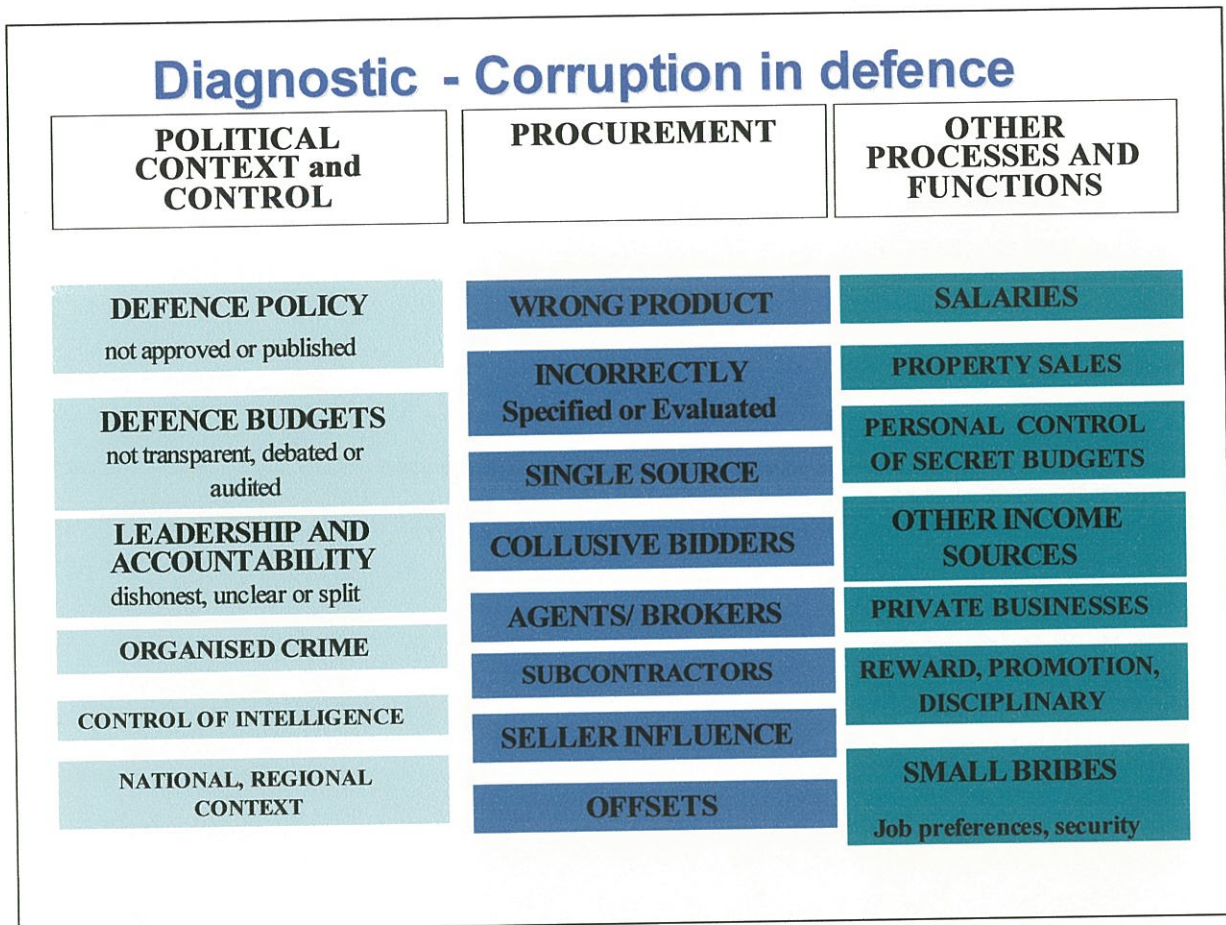 Diagnostic - Corruption in defence
POLITICAL
CONTEXT and
CONTROL
DEFENCE POLICY
not approved or published
DEFENCE BUDGETS
not transparent, debated or
audited
LEADERSHIP AND
ACCOUNTABILITY
dishonest, unclear or split
ORGANISED CRIME
CONTROL OF INTELLIGENCE
NATIONAL, REGIONAL
CONTEXT
PROCUREMENT
WRONG PRODUCT
INCORRECTLY
Specified or Evaluated
SINGLE SOURCE
COLLUSIVE BIDDERS
AGENTS/ BROKERS
SUBCONTRACTORS
SELLER INFLUENCE
OFFSETS
OTHER
PROCESSES AND
FUNCTIONS
SALARIES
PROPERTY SALES
PERSONAL CONTROL
OF SECRET BUDGETS
OTHER INCOME
SOURCES
PRIVATE BUSINESSES
REWARD, PROMOTION,
DISCIPLINARY
SMALL BRIBES
Job preferences, security